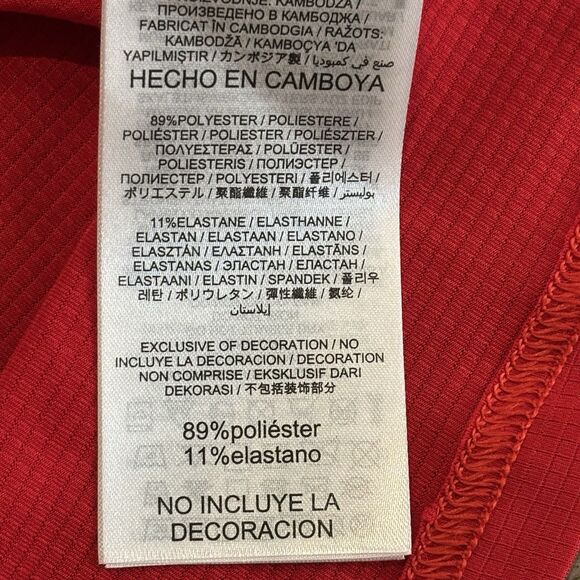 ПРОИЗВЕДЕНО В КАМБОДЖА /
FABRICAT ÎN CAMBODGIA / RAŽOTS:
KAMBODŽĀ / KAMBOÇYA 'DA
YAPILMIŞTIR / カンボジア製 / صنع في كمبوديا
HECHO EN CAMBOYA
89%POLYESTER / POLIESTERE /
POLIÉSTER / POLIESTER / POLIÉSZTER /
ΠΟΛΥΕΣΤΕΡΑΣ / POLÜESTER /
POLIESTERIS / ПОЛИЭСТЕР /
ПОЛИЕСТЕР / POLYESTERI / 폴리에스터 /
ポリエステル / 聚酯纖維 / 聚酯纤维 / بوليستر
11%ELASTANE / ELASTHANNE /
ELASTAN / ELASTAAN / ELASTANO /
ELASZTÁN / ΕΛΑΣΤΑΝΗ / ELASTĀNS /
ELASTANAS / ЭЛАСТАН / ЕЛАСТАН /
ELASTAANI / ELASTIN / SPANDEK / 폴리우
레탄 / ポリウレタン / 彈性纖維 / 氨纶 /
إيلاستان
EXCLUSIVE OF DECORATION / NO
INCLUYE LA DECORACION / DECORATION
NON COMPRISE / EKSKLUSIF DARI
DEKORASI / 不包括装饰部分
89%poliéster
11%elastano
NO INCLUYE LA
DECORACION